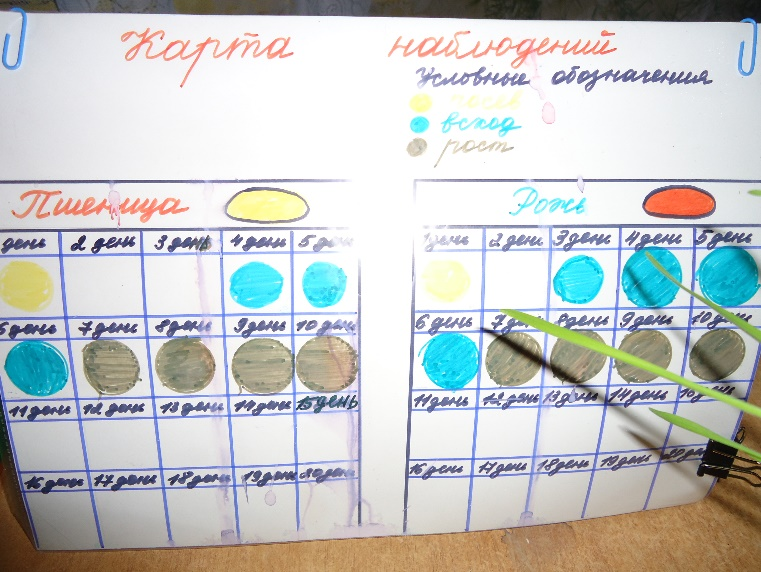 Карта наблюдений
Условные обозначения
посев
всход
рост
Пшеница
день 2 день 3 день 4 день 5 день
6 день 7 день 8 день 9 день 10 день
11 день 12 день 13 день 14 день 15 день
16 день 17 день 18 день 19 день 20 день
Рожь
1 день 2 день 3 день 4 день 5 день
6 день 7 день 8 день 9 день 10 день
11 день 12 день 13 день 14 день
16 день 17 день 18 день 19 день 20 день